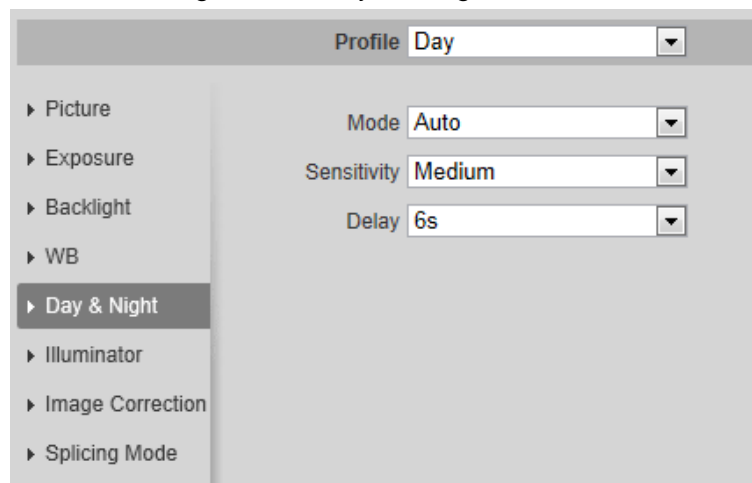 Profile Day
Picture
Mode Auto
Exposure
Sensitivity Medium
Backlight
Delay 6s
WB
Day & Night
Illuminator
Image Correction
Splicing Mode